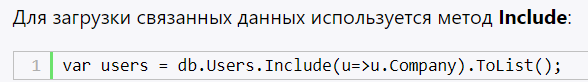 Для загрузки связанных данных используется метод Include:
1 var users = db.Users.Include(u=>u.Company).ToList();